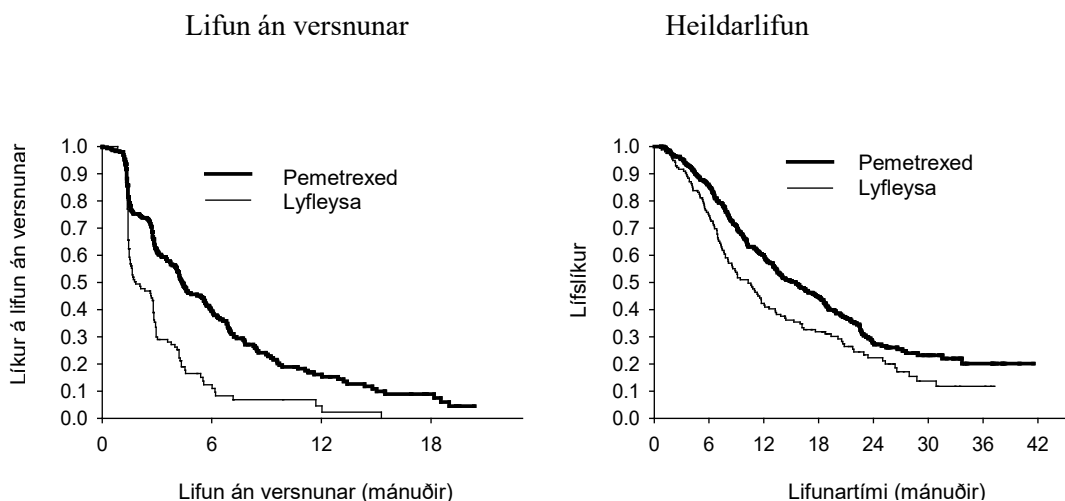 Lifun án versnunar
Heildarlifun
Líkur á lifun án versnunar
1.0
0.9
0.8
0.7
0.6
0.5
0.4
0.3
0.2
0.1
0.0
Pemetrexed
Lyfleysa
0 6 12 18
Lifun án versnunar (mánuðir)
Lífslíkur
1.0
0.9
0.8
0.7
0.6
0.5
0.4
0.3
0.2
0.1
0.0
Pemetrexed
Lyfleysa
0 6 12 18 24 30 36 42
Lifunartími (mánuðir)